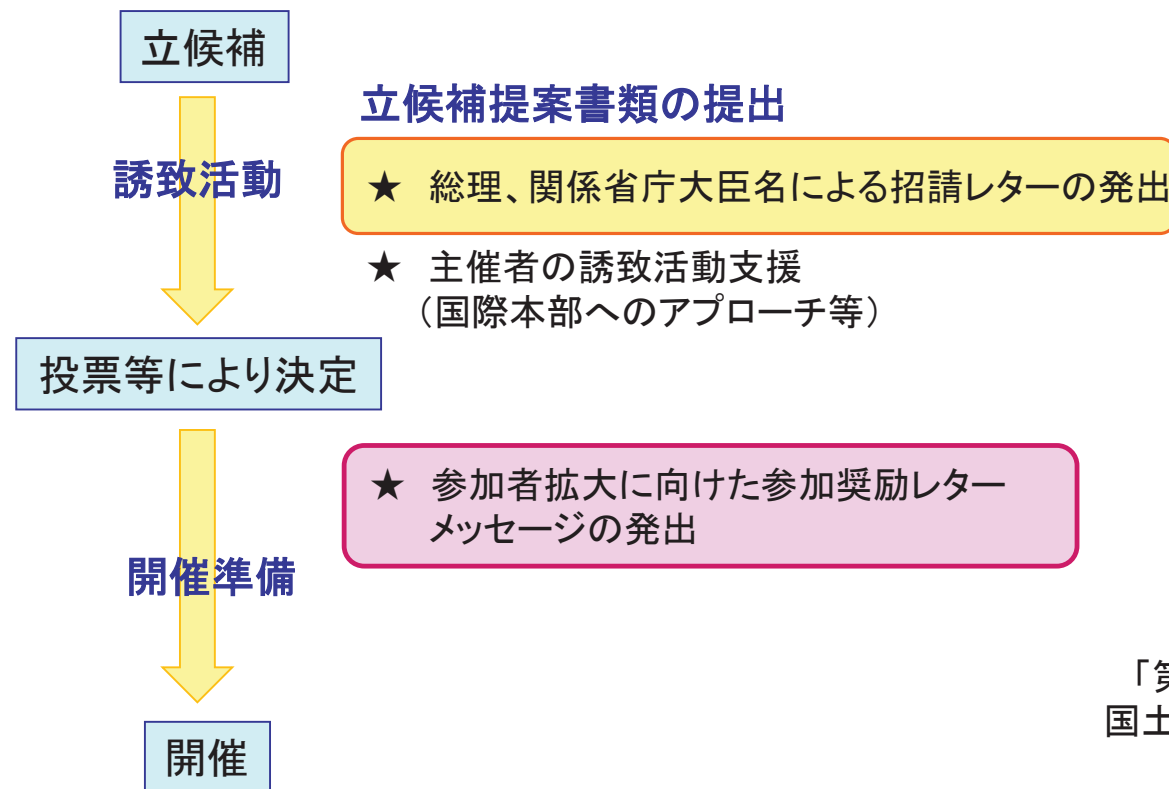 立候補
立候補提案書類の提出
誘致活動
★ 総理、関係省庁大臣名による招請レターの発出
★ 主催者の誘致活動支援
（国際本部へのアプローチ等）
投票等により決定
★ 参加者拡大に向けた参加奨励レター
メッセージの発出
開催準備
「第
国土
開催